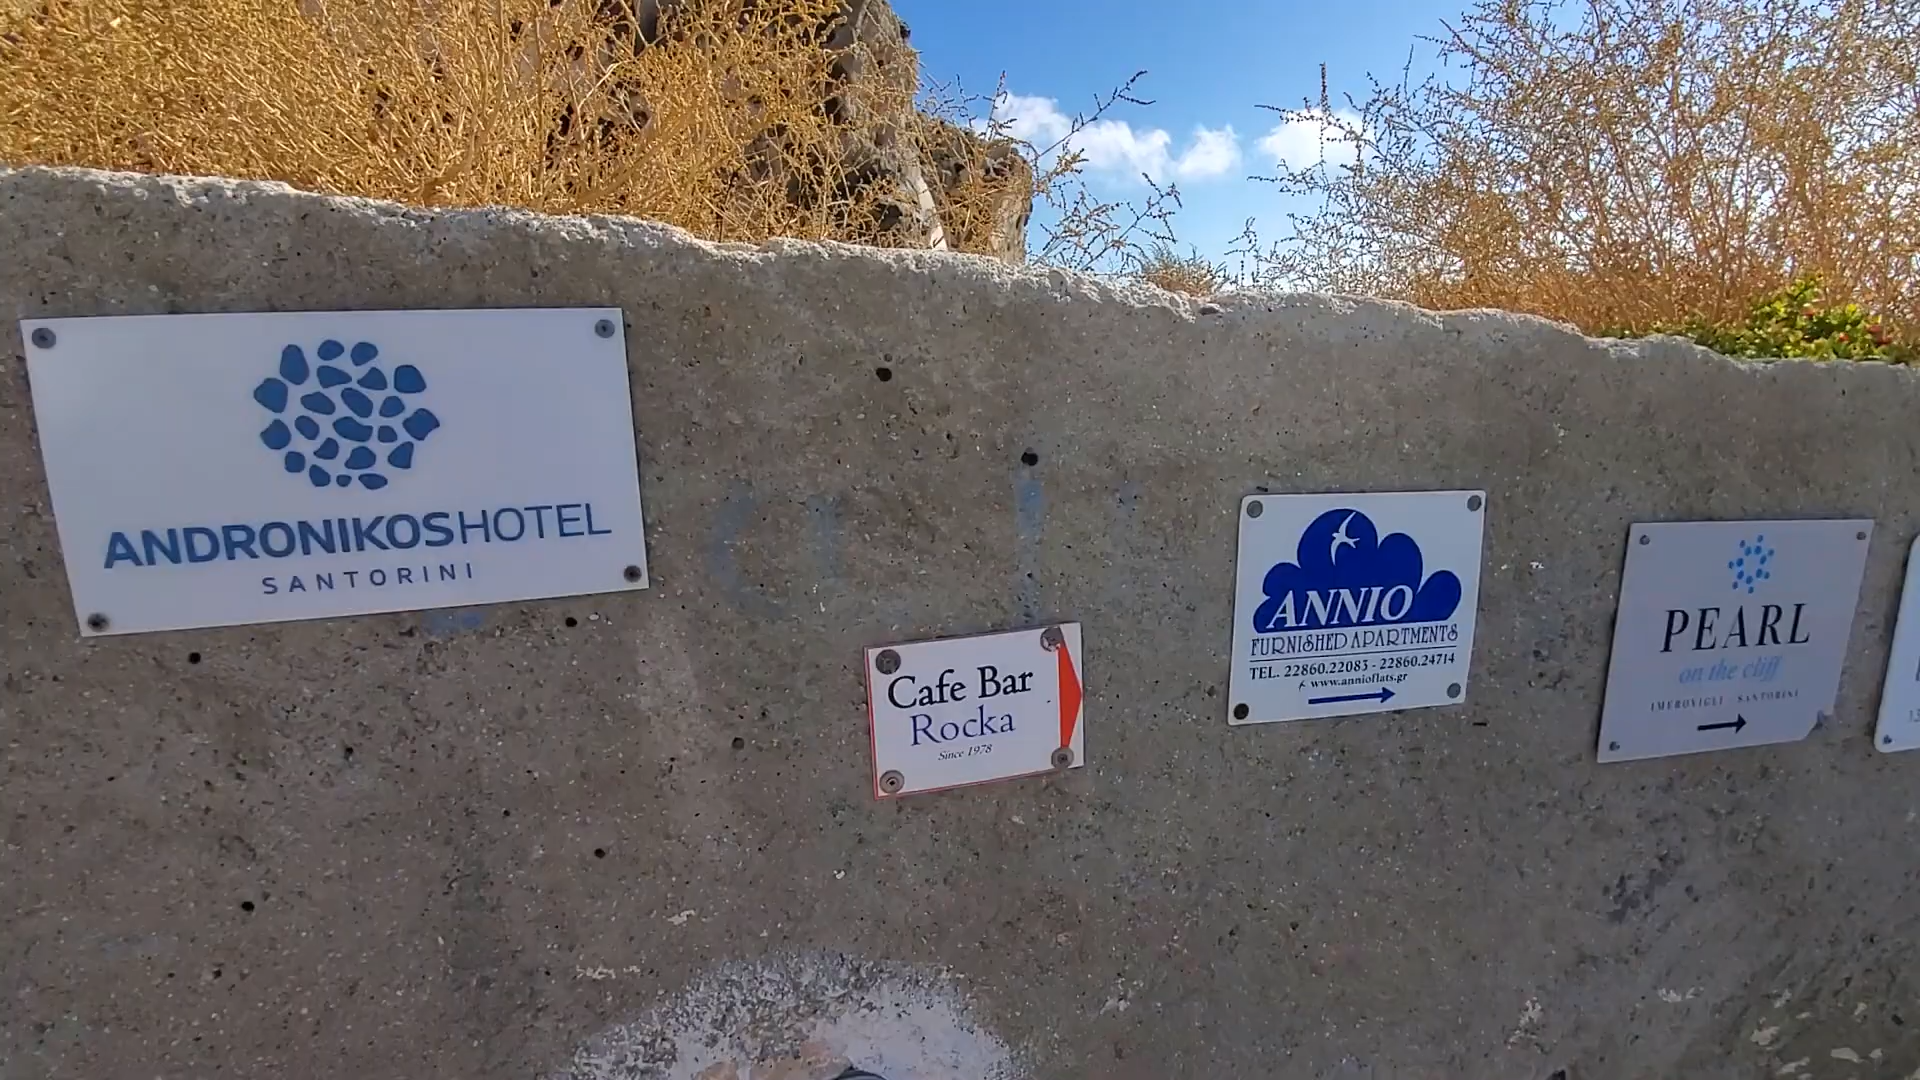 ANDRONIKOSHOTEL
SANTORINI
Cafe Bar
Rocka
Since 1978
ANNIO
FURNISHED APARTMENTS
TEL. 22860.22083 - 22860.24714
www.annioflats.gr
PEARL
on the cliff
IMEROVIGLI - SANTORINI